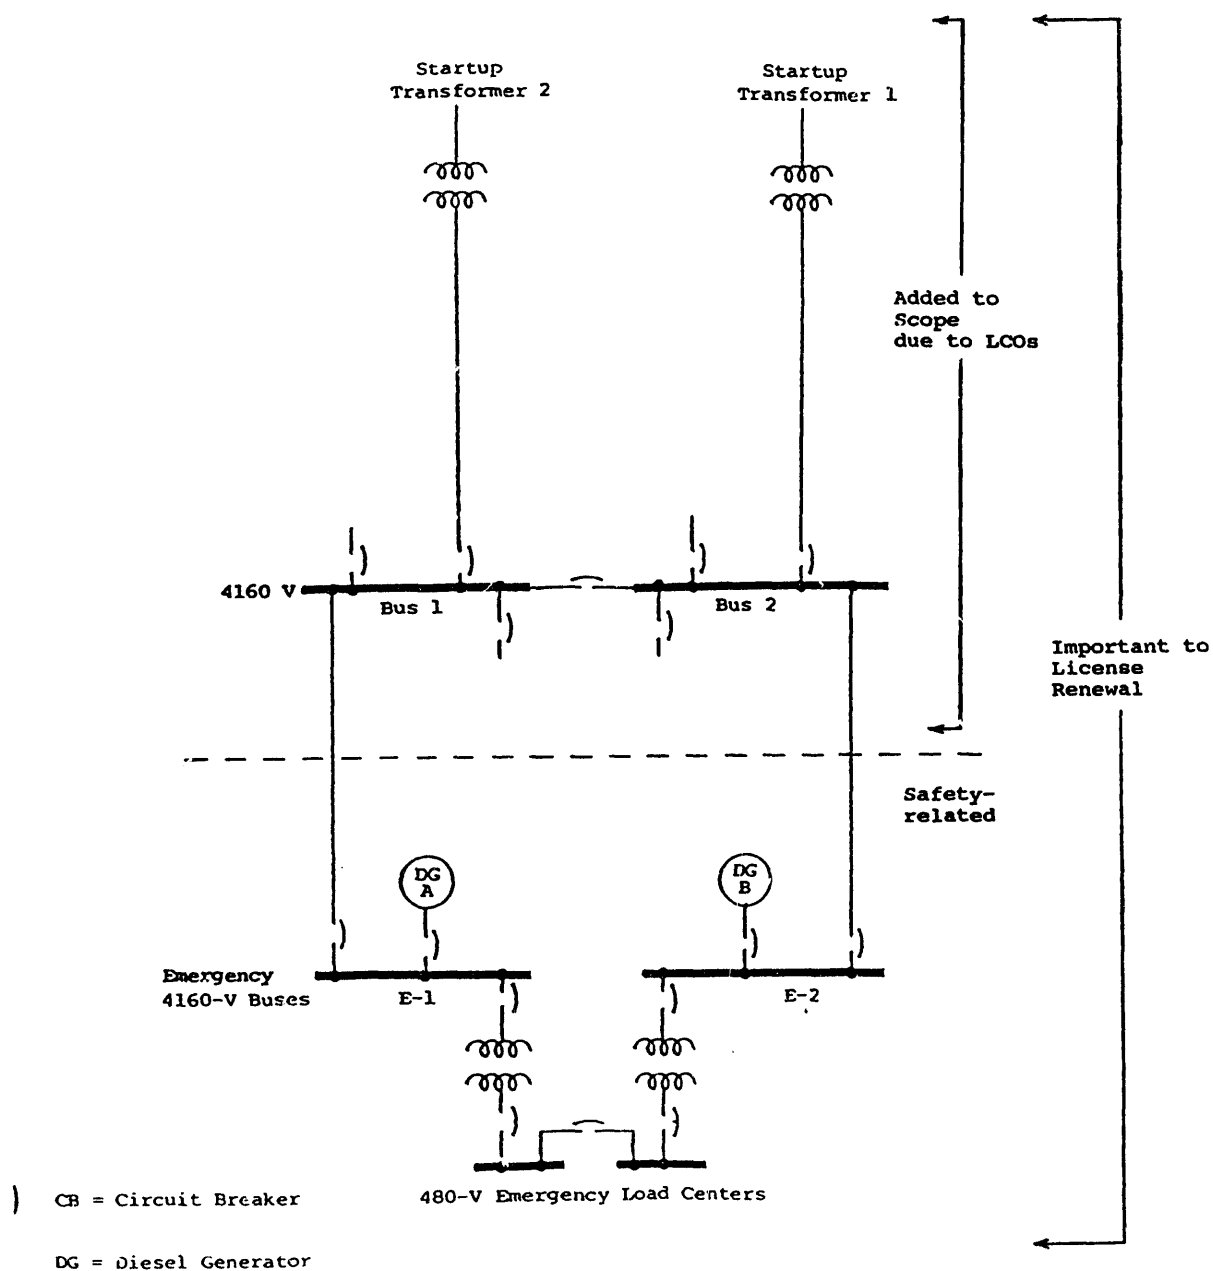 Startup
Transformer 2
Startup
Transformer 1
Added to
Scope
due to LCOs
4160 V
Bus 1
Bus 2
Important to
License
Renewal
Safety-
related
DG
A
DG
B
Emergency
4160-V Buses
E-1
E-2
480-V Emergency Load Centers
) CB = Circuit Breaker
DG = Diesel Generator